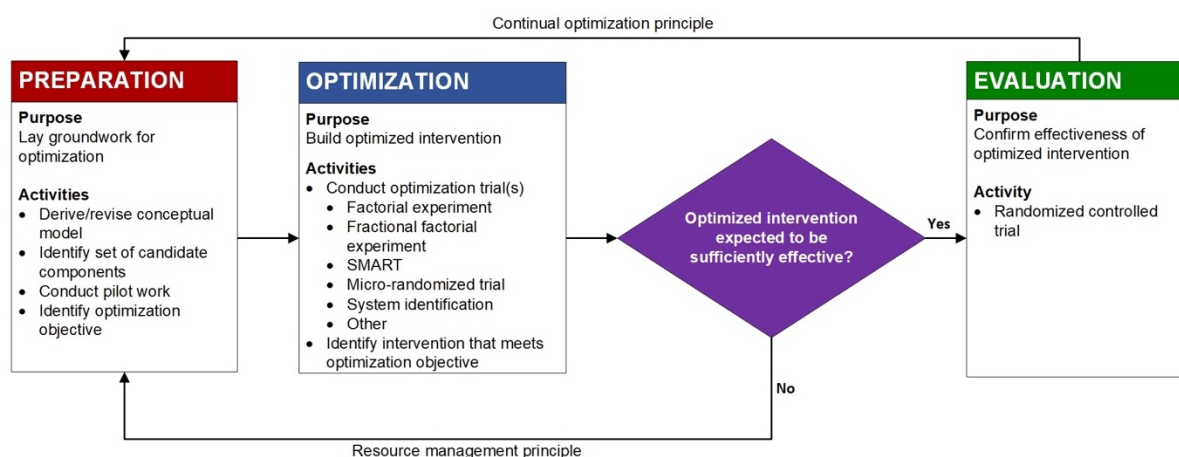 Continual optimization principle
PREPARATION
Purpose
Lay groundwork for
optimization
Activities
• Derive/revise conceptual
model
• Identify set of candidate
components
• Conduct pilot work
• Identify optimization
objective
OPTIMIZATION
Purpose
Build optimized intervention
Activities
• Conduct optimization trial(s)
• Factorial experiment
• Fractional factorial
experiment
• SMART
• Micro-randomized trial
• System identification
• Other
• Identify intervention that meets
optimization objective
Optimized intervention
expected to be
sufficiently effective?
Yes
No
EVALUATION
Purpose
Confirm effectiveness of
optimized intervention
Activity
• Randomized controlled
trial
Resource management principle